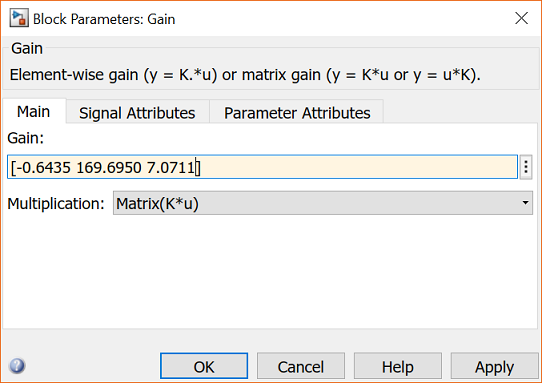 Block Parameters: Gain
Gain
Element-wise gain (y = K.*u) or matrix gain (y = K*u or y = u*K).
Main Signal Attributes Parameter Attributes
Gain:
[-0.6435 169.6950 7.0711]
Multiplication: Matrix(K*u)
OK Cancel Help Apply